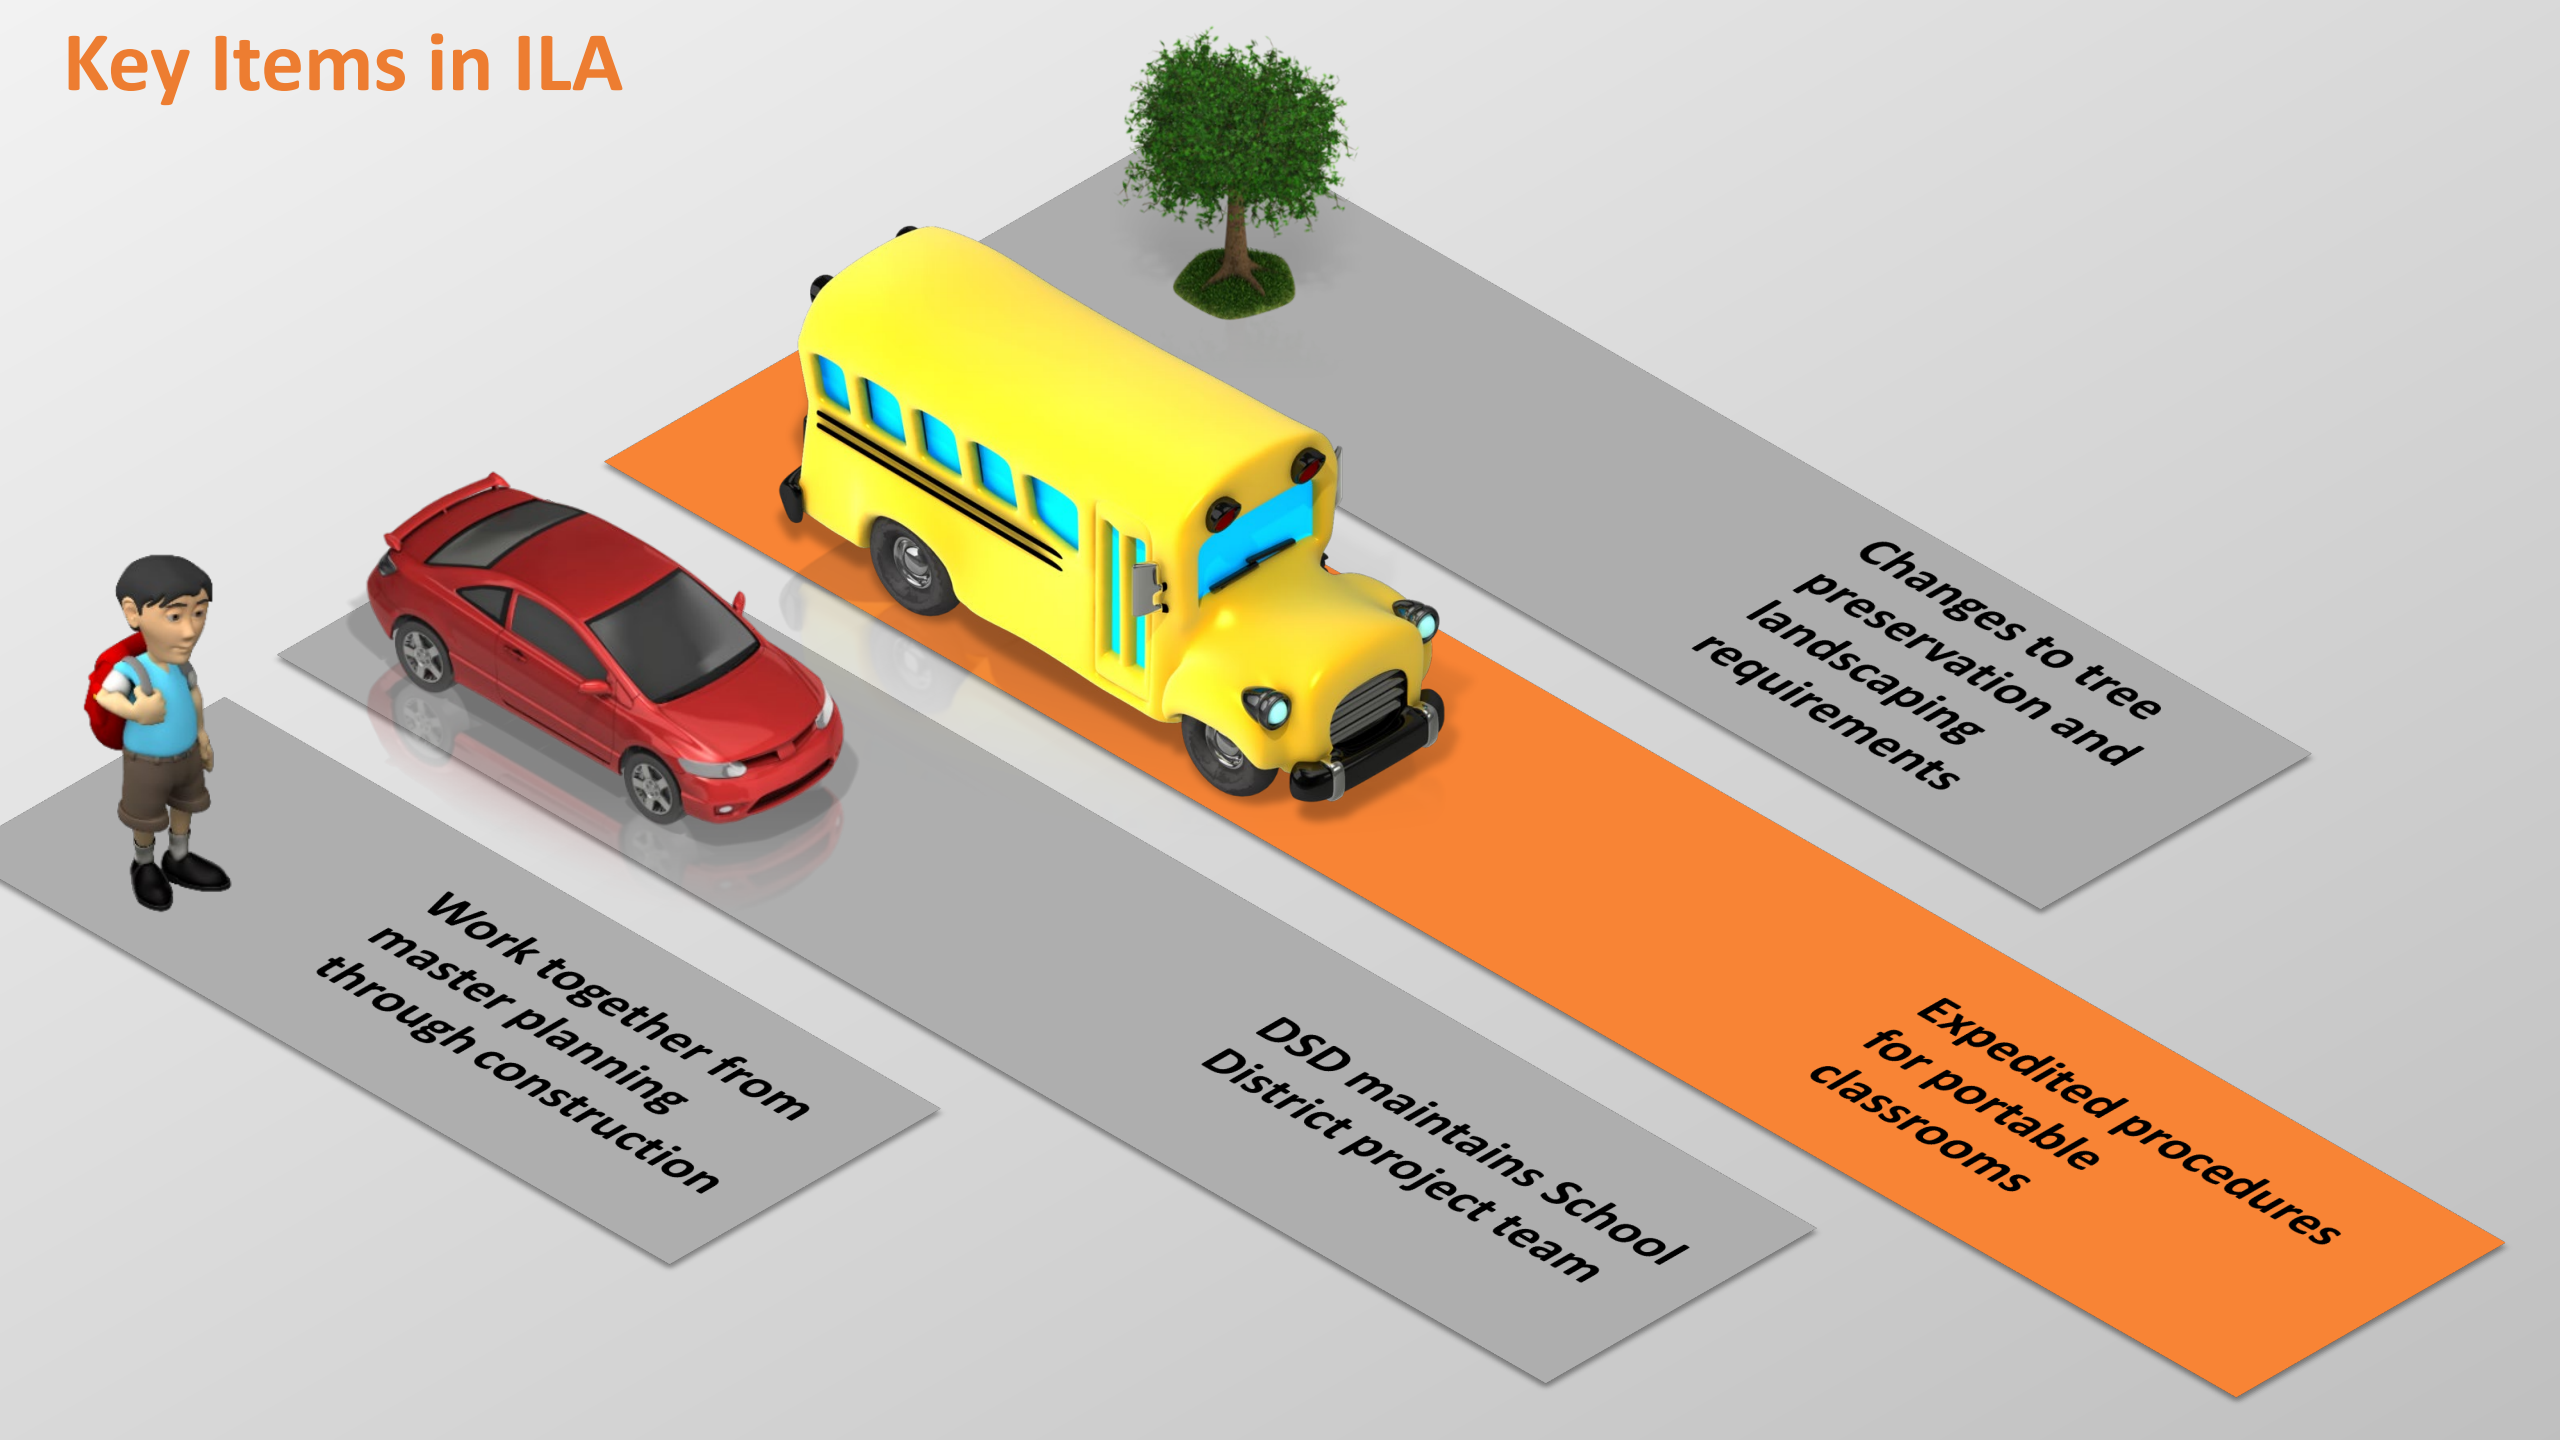 Key Items in ILA
Work together from
master planning
through construction
DSD maintains School
District project team
Expedited procedures
for portable
classrooms
Changes to tree
preservation and
landscaping
requirements